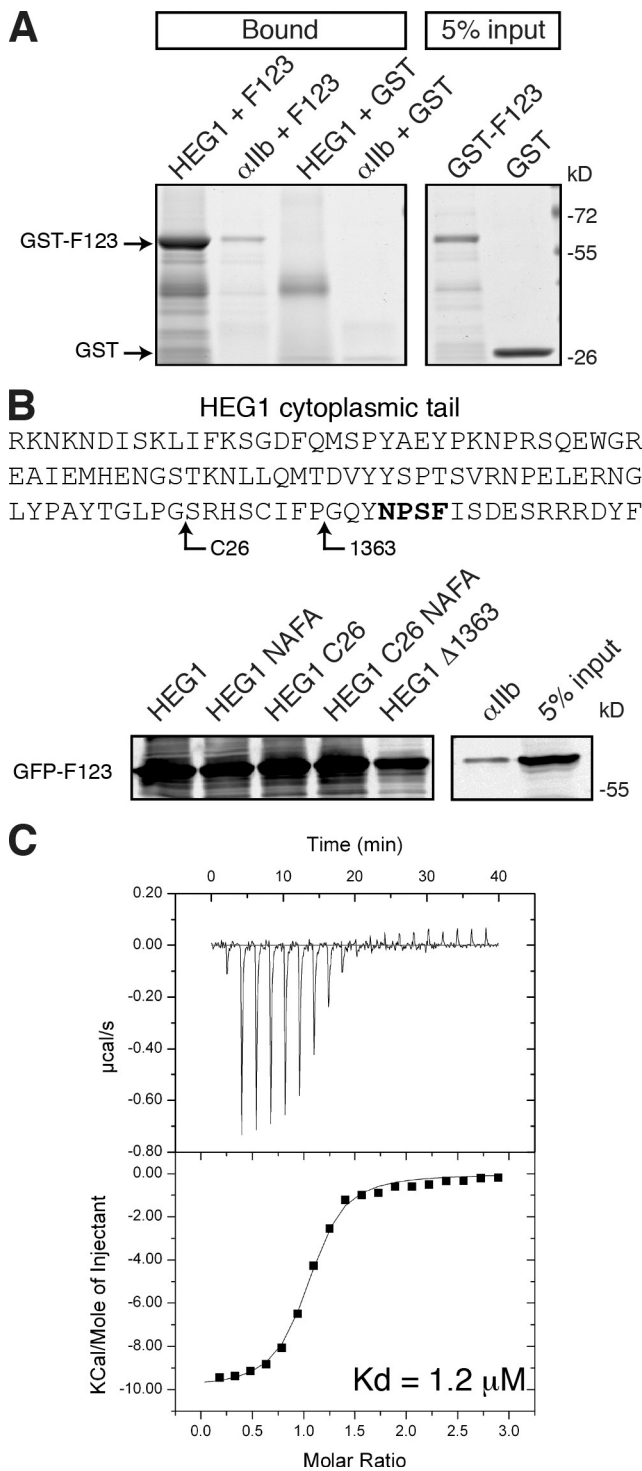 A
Bound
5% input
HEG1 + F123
αIIb + F123
HEG1 + GST
αIIb + GST
GST-F123
GST
kD
-72
GST-F123
-55
GST
-26
B
HEG1 cytoplasmic tail
RKNKNDISKLIFKSGDFQMSPYAEYPKNPRSQEWGR
EAIEMHENGSTKNLLQMTDVYYSPTSVRNPELERNG
LYPAYTGLPGSRHSCIFPGQYNPSFISDESRRRDYF
C26
1363
HEG1
HEG1 NAFA
HEG1 C26
HEG1 C26 NAFA
HEG1 Δ1363
αIIb
5% input
kD
GFP-F123
-55
C
Time (min)
0 10 20 30 40
0.20
0.00
-0.20
-0.40
-0.60
-0.80
µcal/s
0.00
-2.00
-4.00
-6.00
-8.00
-10.00
KCal/Mole of Injectant
Kd = 1.2 µM
0.0 0.5 1.0 1.5 2.0 2.5 3.0
Molar Ratio